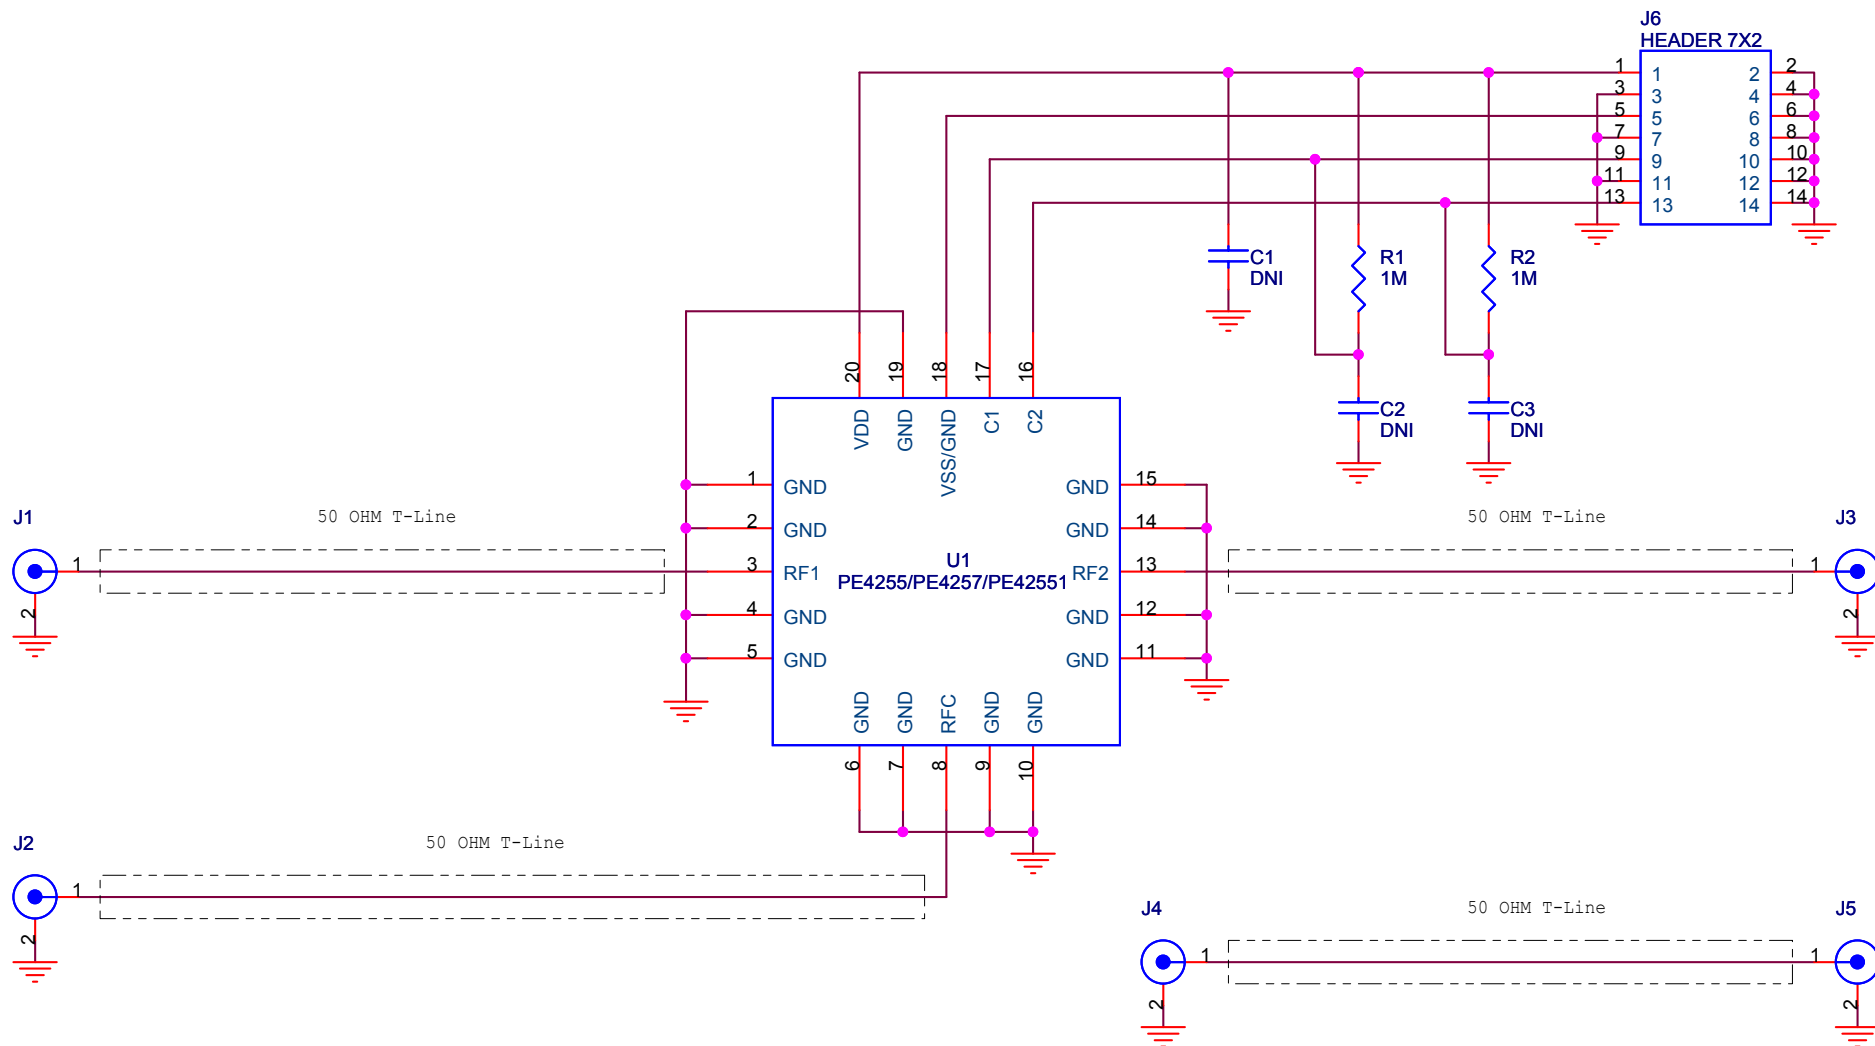 J6
HEADER 7X2
1 1 2 2
3 3 4 4
5 5 6 6
7 7 8 8
9 9 10 10
11 11 12 12
13 13 14 14
C1
DNI
R1
1M
R2
1M
C2
DNI
C3
DNI
20 19 18 17 16
VDD GND VSS/GND C1 C2
1 GND
2 GND
3 RF1
4 GND
5 GND
U1
PE4255/PE4257/PE42551
GND 15
GND 14
RF2 13
GND 12
GND 11
GND GND RFC GND GND
6 7 8 9 10
J1
50 OHM T-Line
1
2
50 OHM T-Line
J3
1
2
J2
50 OHM T-Line
1
2
J4
50 OHM T-Line
J5
1
1
2
2